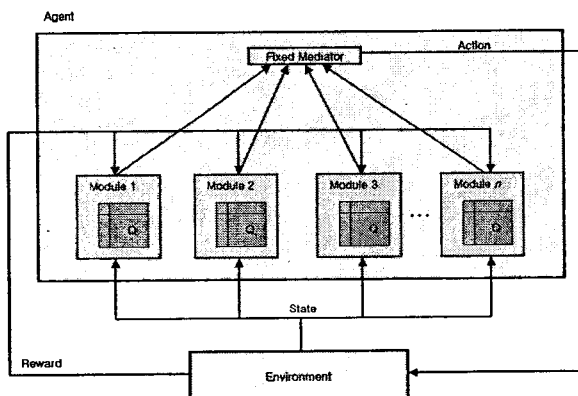 Agent
Action
Fixed Mediator
Module 1
Module 2
Module 3
Module n
Q
Q
Q
...
Q
State
Reward
Environment